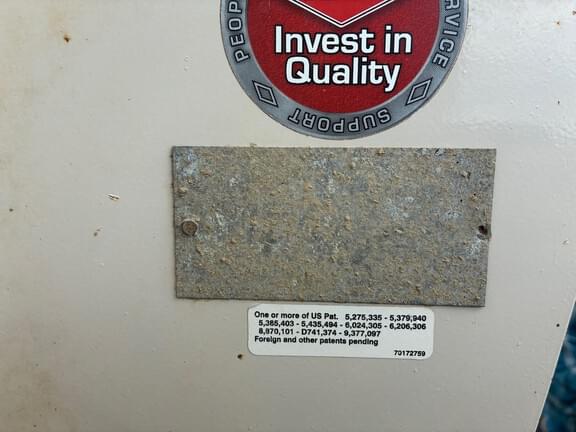 PEOP
SERVICE
Invest in
Quality
SUPPORT
One or more of US Pat. 5,275,335 - 5,379,940
5,385,403 - 5,435,494 - 6,024,305 - 6,206,306
8,870,101 - D741,374 - 9,377,097
Foreign and other patents pending
70172759